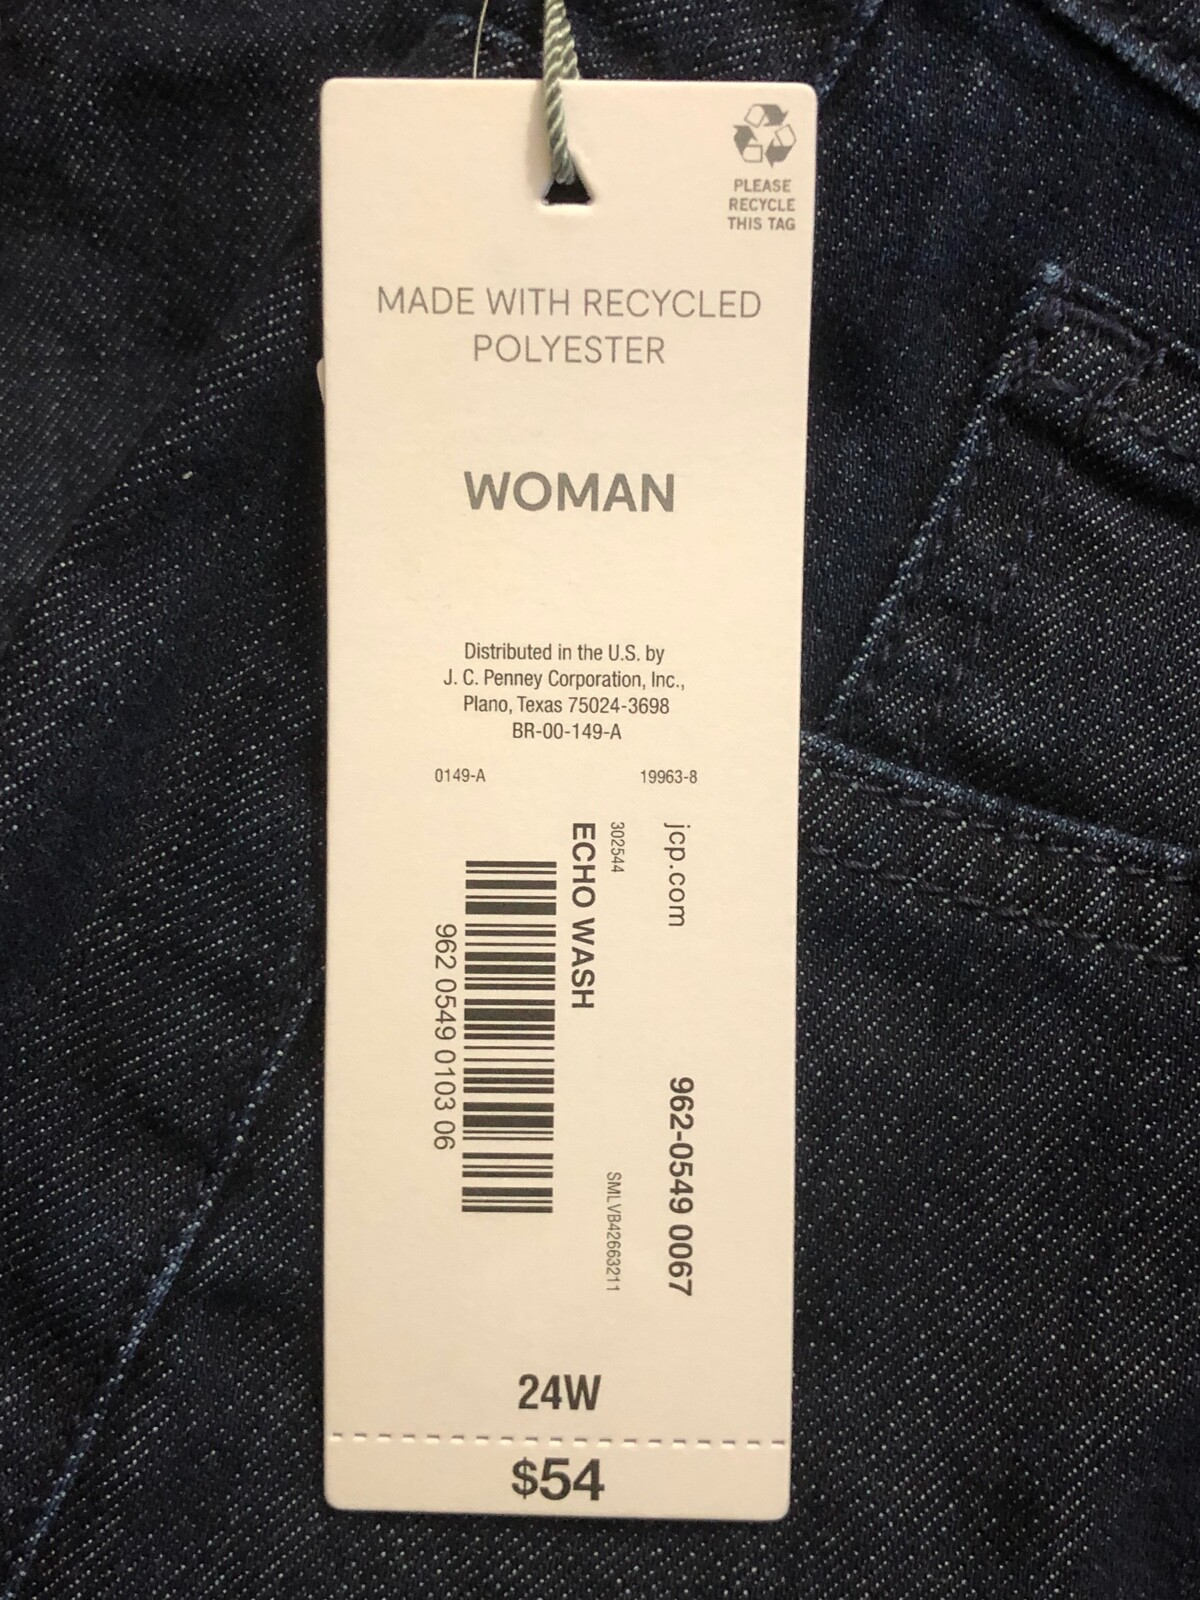 PLEASE
RECYCLE
THIS TAG
MADE WITH RECYCLED
POLYESTER
WOMAN
Distributed in the U.S. by
J. C. Penney Corporation, Inc.,
Plano, Texas 75024-3698
BR-00-149-A
0149-A 19963-8
jcp.com 962-0549 0067
302544 SMLVB42663211
ECHO WASH
962 0549 0103 06
24W
$54